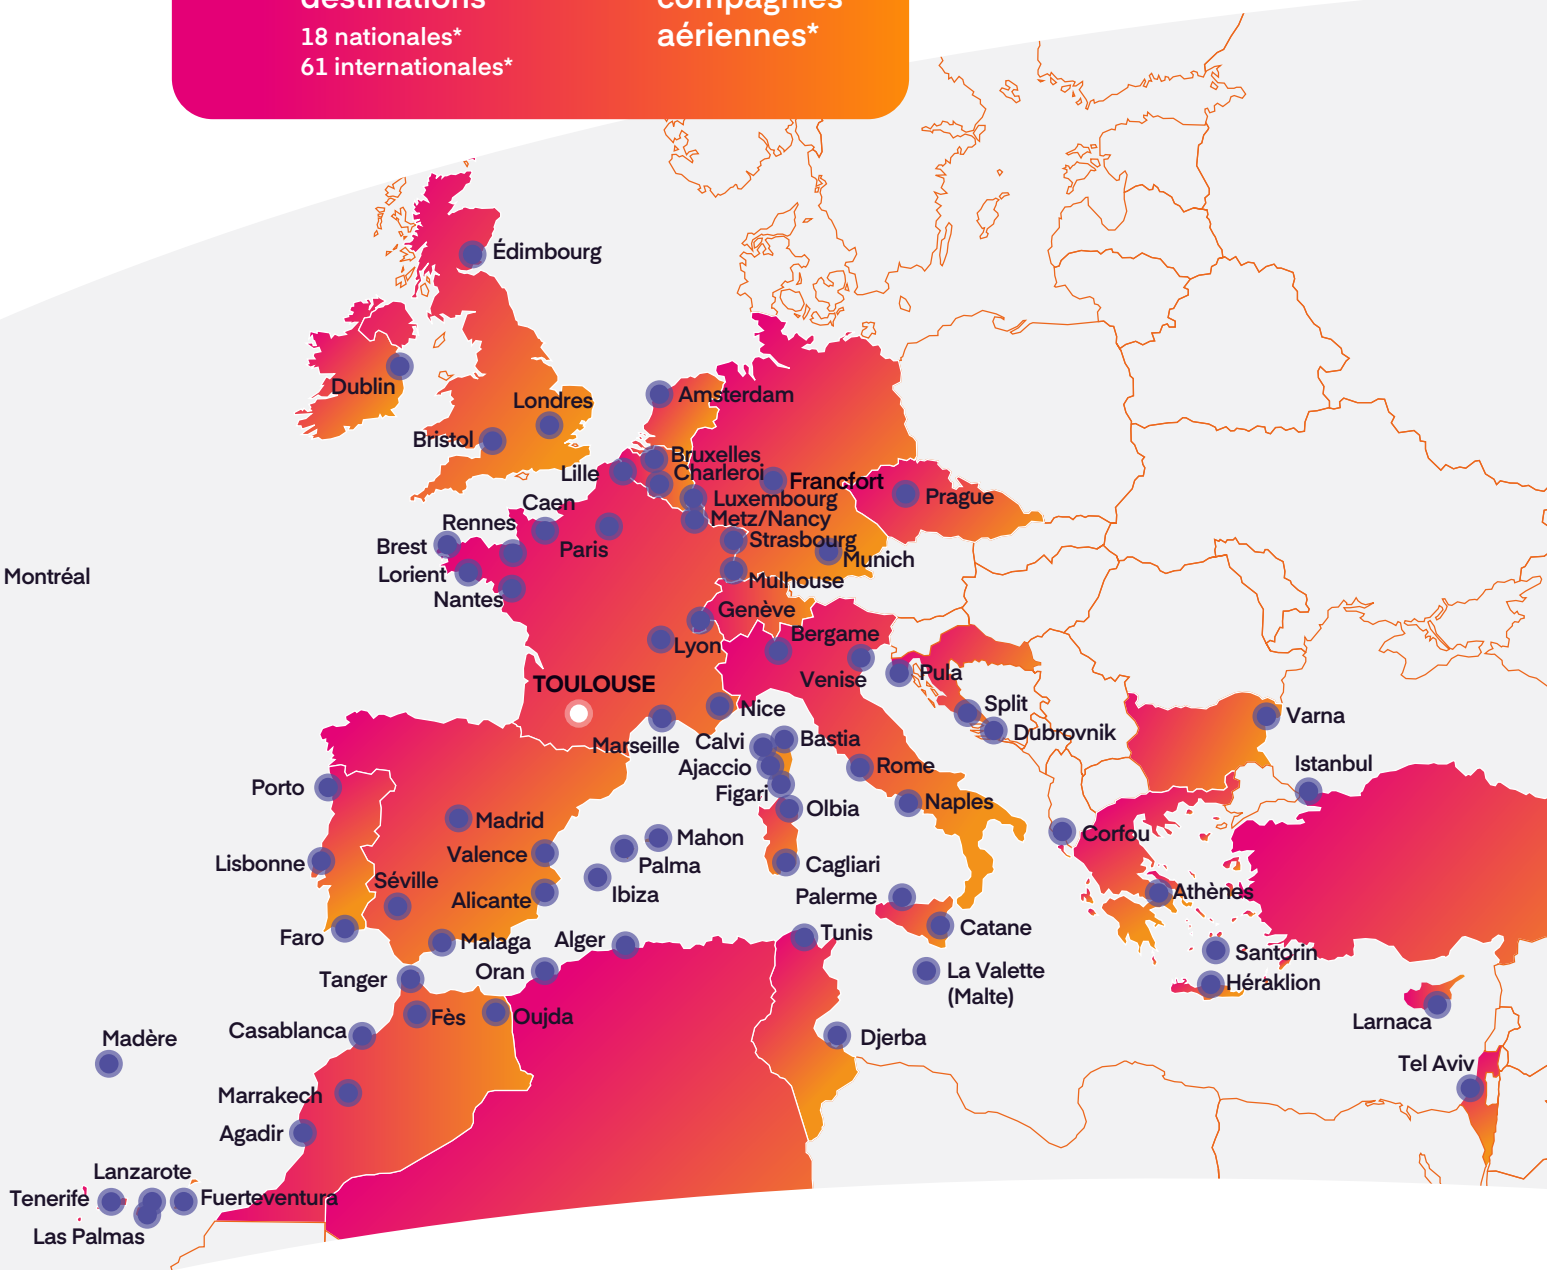 destinations
18 nationales*
61 internationales*
compagnies
aériennes*
Édimbourg
Dublin
Londres
Bristol
Amsterdam
Bruxelles
Lille
Charleroi
Francfort
Luxembourg
Prague
Caen
Rennes
Metz/Nancy
Brest
Paris
Strasbourg
Munich
Montréal
Lorient
Mulhouse
Nantes
Genève
Bergame
Lyon
Venise
Pula
TOULOUSE
Nice
Split
Varna
Marseille
Calvi
Bastia
Dubrovnik
Ajaccio
Rome
Istanbul
Porto
Figari
Olbia
Naples
Madrid
Mahon
Corfou
Valence
Palma
Lisbonne
Cagliari
Séville
Ibiza
Alicante
Palerme
Athènes
Faro
Malaga
Alger
Tunis
Catane
Tanger
Oran
La Valette
(Malte)
Santorin
Héraklion
Fès
Oujda
Casablanca
Larnaca
Madère
Djerba
Tel Aviv
Marrakech
Agadir
Lanzarote
Tenerife
Fuerteventura
Las Palmas